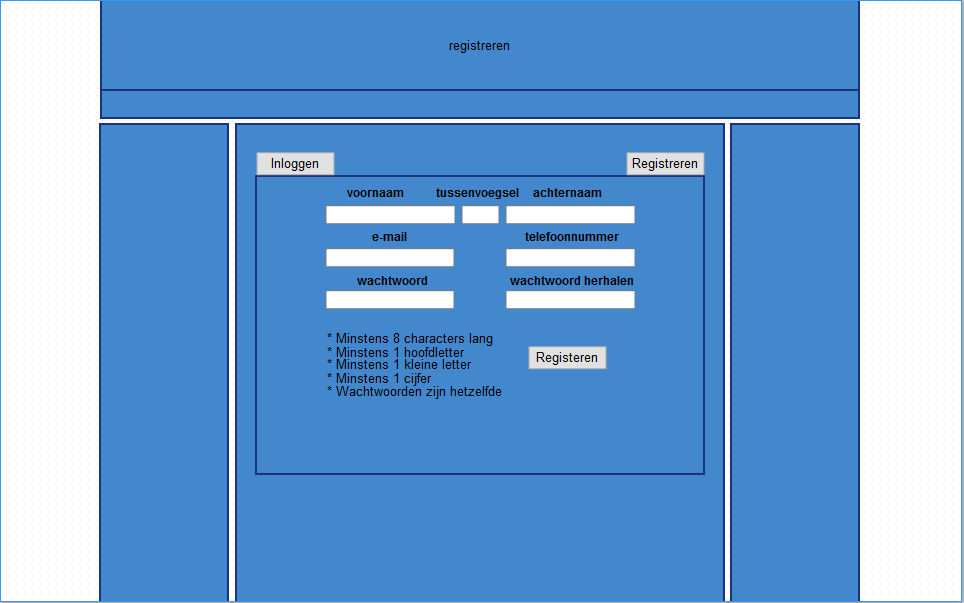 registreren
Inloggen Registreren
voornaam tussenvoegsel achternaam
e-mail telefoonnummer
wachtwoord wachtwoord herhalen
* Minstens 8 characters lang
* Minstens 1 hoofdletter
* Minstens 1 kleine letter
* Minstens 1 cijfer
* Wachtwoorden zijn hetzelfde
Registeren